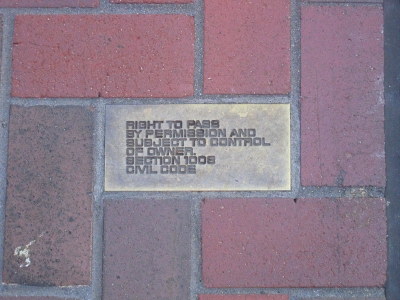 RIGHT TO PASS
BY PERMISSION AND
SUBJECT TO CONTROL
OF OWNER.
SECTION 1008
CIVIL CODE